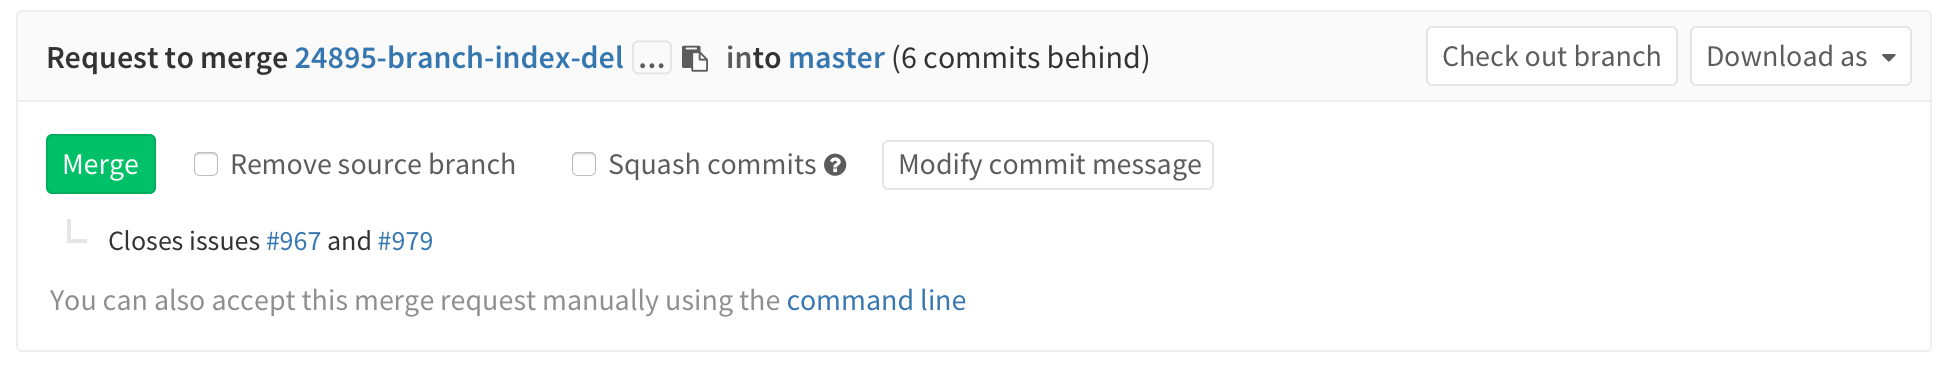 Request to merge 24895-branch-index-del ... into master (6 commits behind) Check out branch Download as
Merge Remove source branch Squash commits ? Modify commit message
Closes issues #967 and #979
You can also accept this merge request manually using the command line